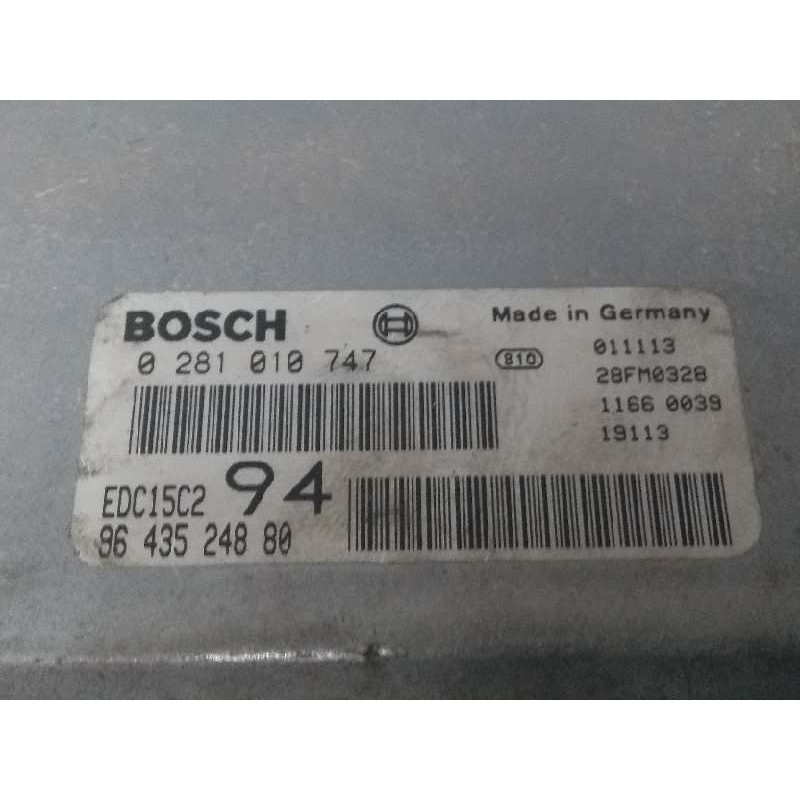 BOSCH
Made in Germany
0 281 010 747
810
011113
28FM0328
1166 0039
19113
EDC15C2 94
96 435 248 80